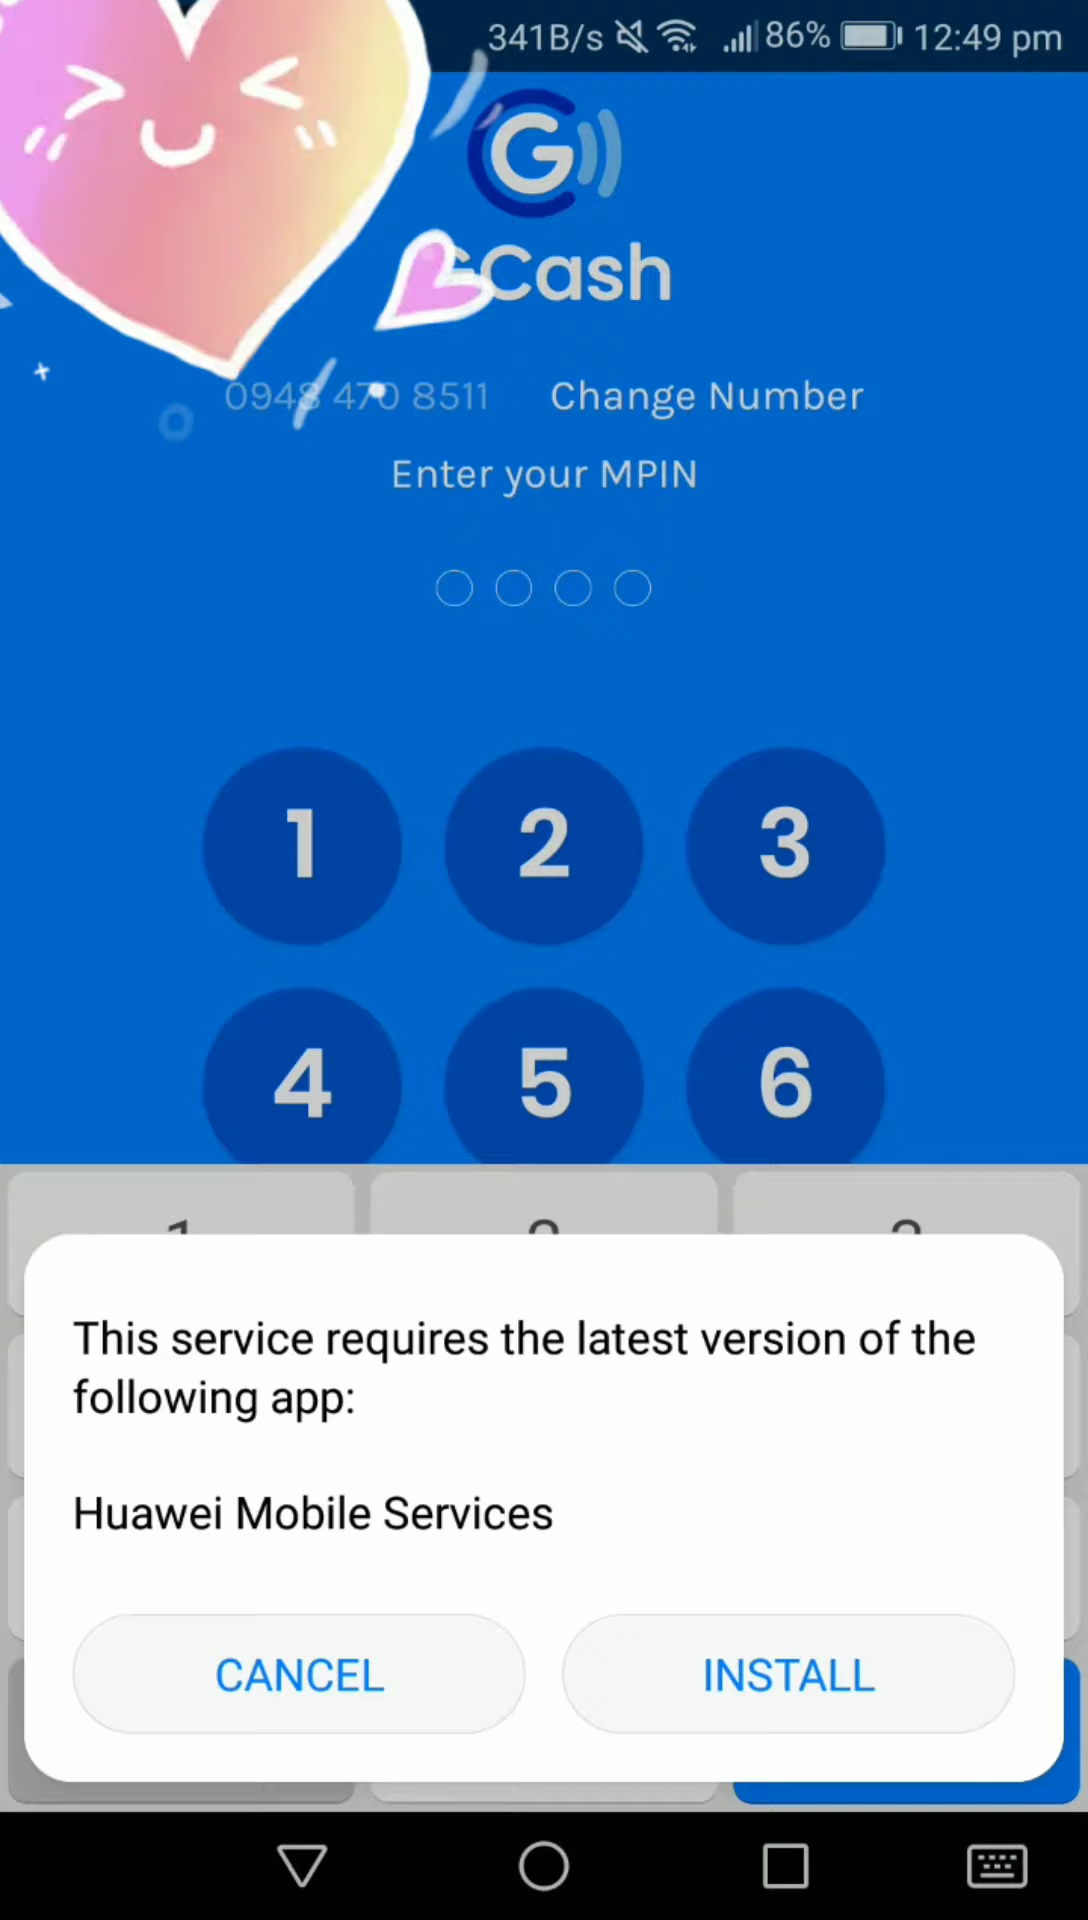 341B/s 86% 12:49 pm
G
GCash
0948 470 8511 Change Number
Enter your MPIN
1 2 3
4 5 6
This service requires the latest version of the
following app:
Huawei Mobile Services
CANCEL INSTALL